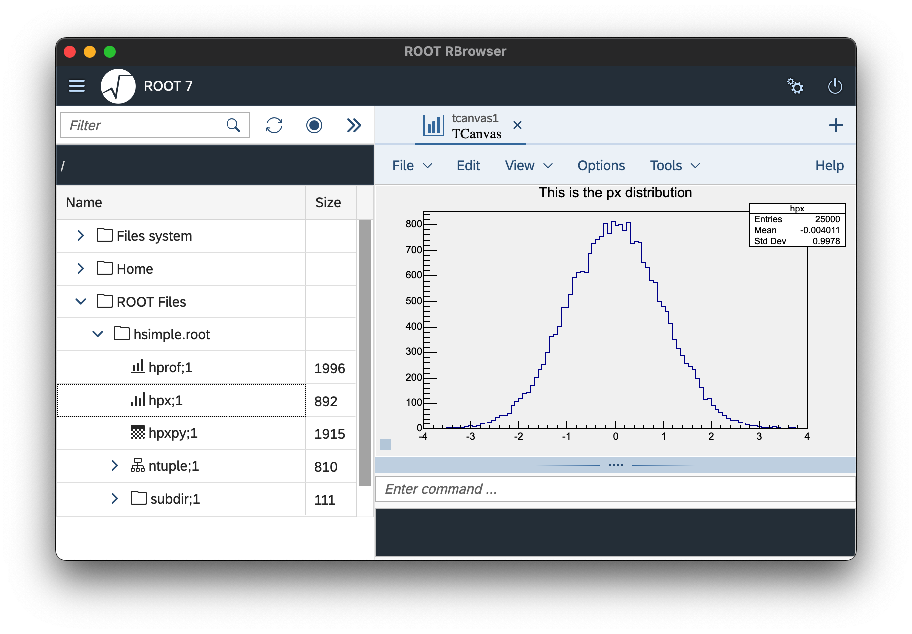 ROOT RBrowser
ROOT 7
Filter
/
Name Size
Files system
Home
ROOT Files
hsimple.root
hprof;1 1996
hpx;1 892
hpxpy;1 1915
ntuple;1 810
subdir;1 111
tcanvas1
TCanvas
File Edit View Options Tools Help
This is the px distribution
hpx
Entries 25000
Mean -0.004011
Std Dev 0.9978
800
700
600
500
400
300
200
100
0
-4 -3 -2 -1 0 1 2 3 4
Enter command ...